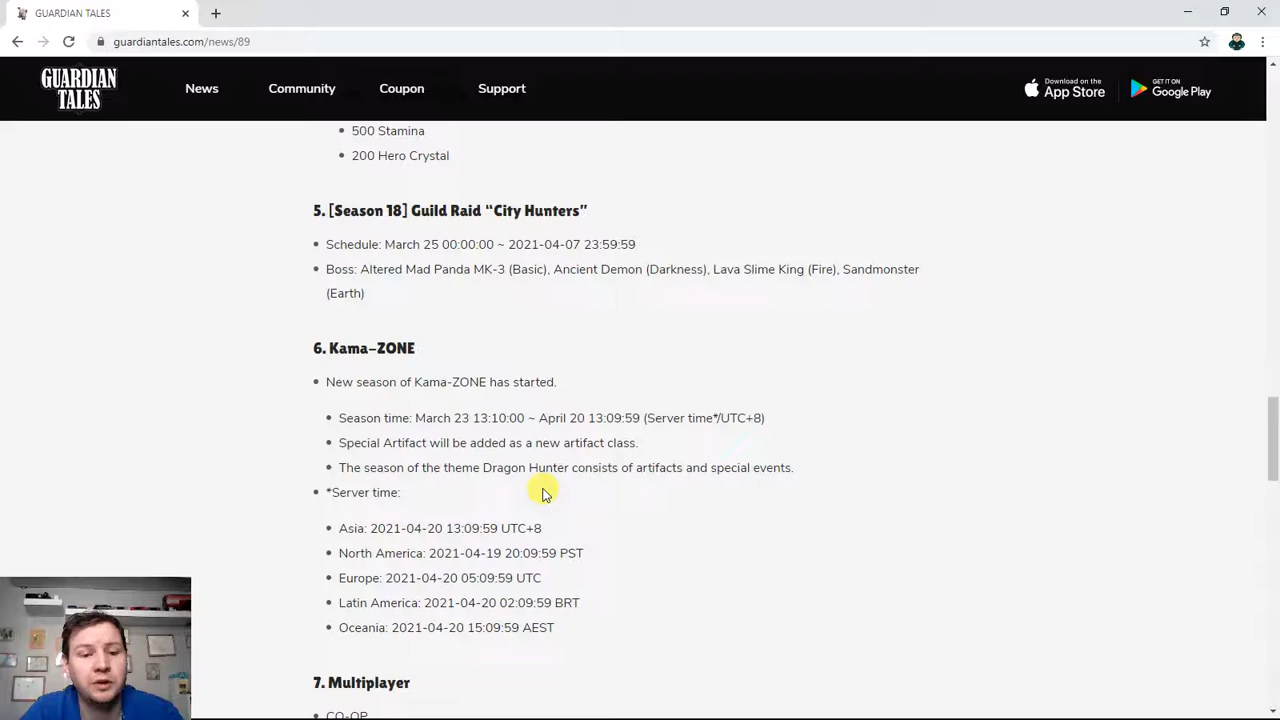 GUARDIAN TALES
guardiantales.com/news/89
GUARDIAN TALES
News
Community
Coupon
Support
Download on the App Store
GET IT ON Google Play
500 Stamina
200 Hero Crystal
5. [Season 18] Guild Raid “City Hunters”
Schedule: March 25 00:00:00 ~ 2021-04-07 23:59:59
Boss: Altered Mad Panda MK-3 (Basic), Ancient Demon (Darkness), Lava Slime King (Fire), Sandmonster
(Earth)
6. Kama-ZONE
New season of Kama-ZONE has started.
Season time: March 23 13:10:00 ~ April 20 13:09:59 (Server time*/UTC+8)
Special Artifact will be added as a new artifact class.
The season of the theme Dragon Hunter consists of artifacts and special events.
*Server time:
Asia: 2021-04-20 13:09:59 UTC+8
North America: 2021-04-19 20:09:59 PST
Europe: 2021-04-20 05:09:59 UTC
Latin America: 2021-04-20 02:09:59 BRT
Oceania: 2021-04-20 15:09:59 AEST
7. Multiplayer
CO-OP